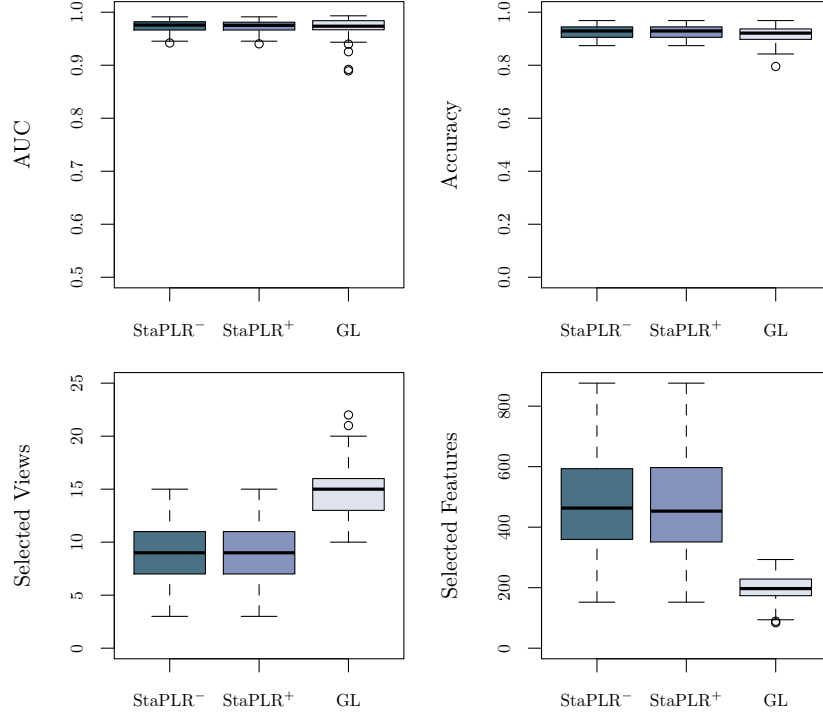 AUC
1.0
0.9
0.8
0.7
0.6
0.5
StaPLR⁻ StaPLR⁺ GL
Accuracy
1.0
0.8
0.6
0.4
0.2
0.0
StaPLR⁻ StaPLR⁺ GL
Selected Views
25
20
15
10
5
0
StaPLR⁻ StaPLR⁺ GL
Selected Features
800
600
400
200
0
StaPLR⁻ StaPLR⁺ GL